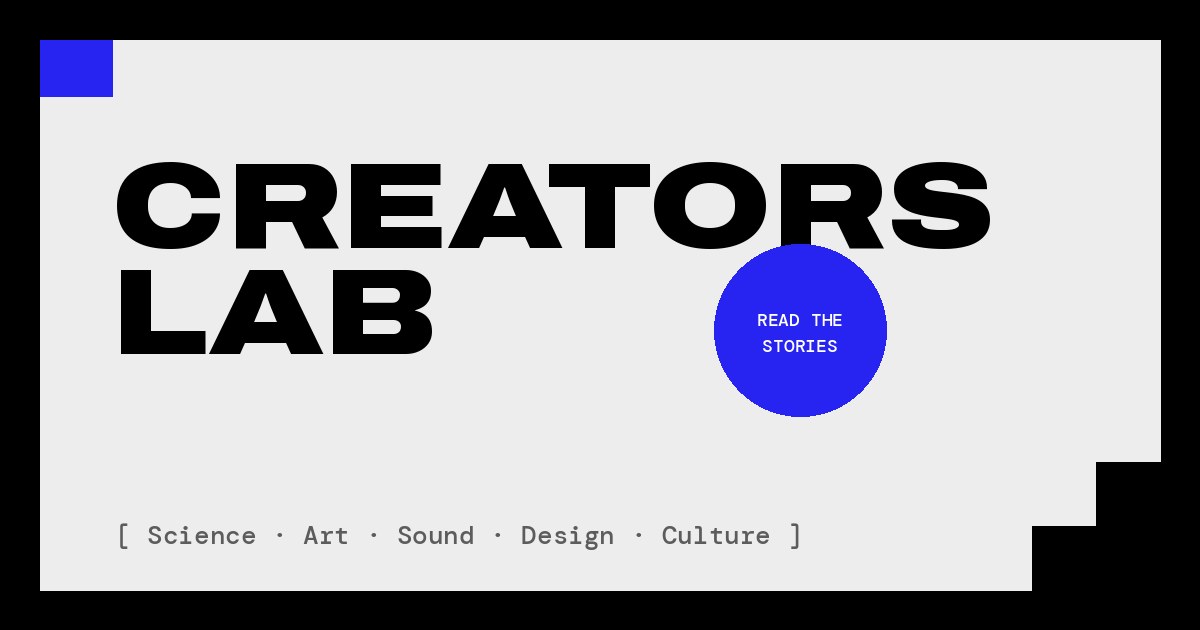 CREATORS
LAB
READ THE
STORIES
[ Science · Art · Sound · Design · Culture ]